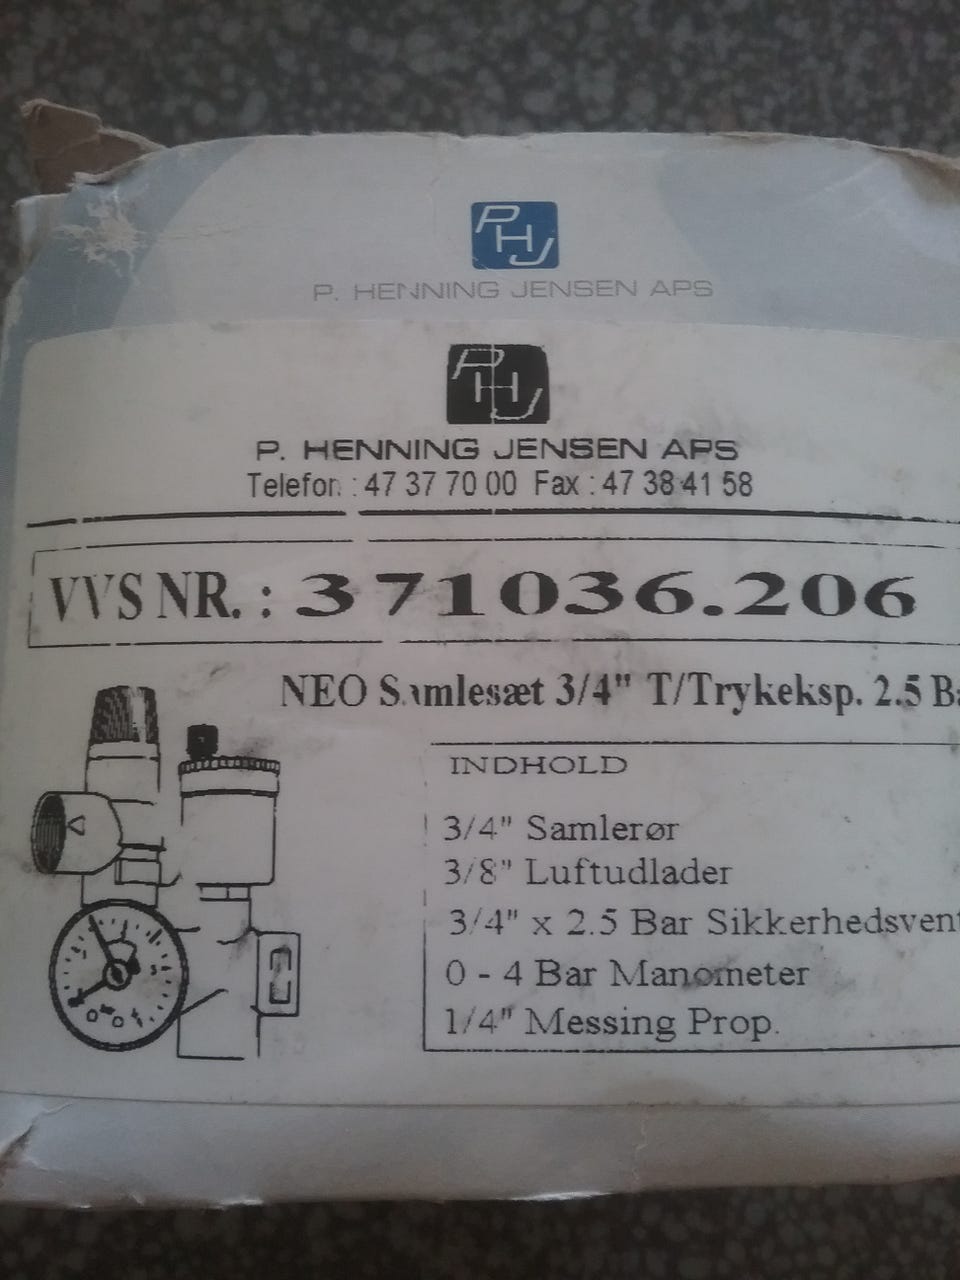 PHJ
P. HENNING JENSEN APS
PHJ
P. HENNING JENSEN APS
Telefon : 47 37 70 00 Fax : 47 38 41 58
VVS NR. : 371036.206
NEO Samlesæt 3/4" T/Trykeksp. 2.5 Ba
INDHOLD
3/4" Samlerør
3/8" Luftudlader
3/4" x 2.5 Bar Sikkerhedsvent
0 - 4 Bar Manometer
1/4" Messing Prop.